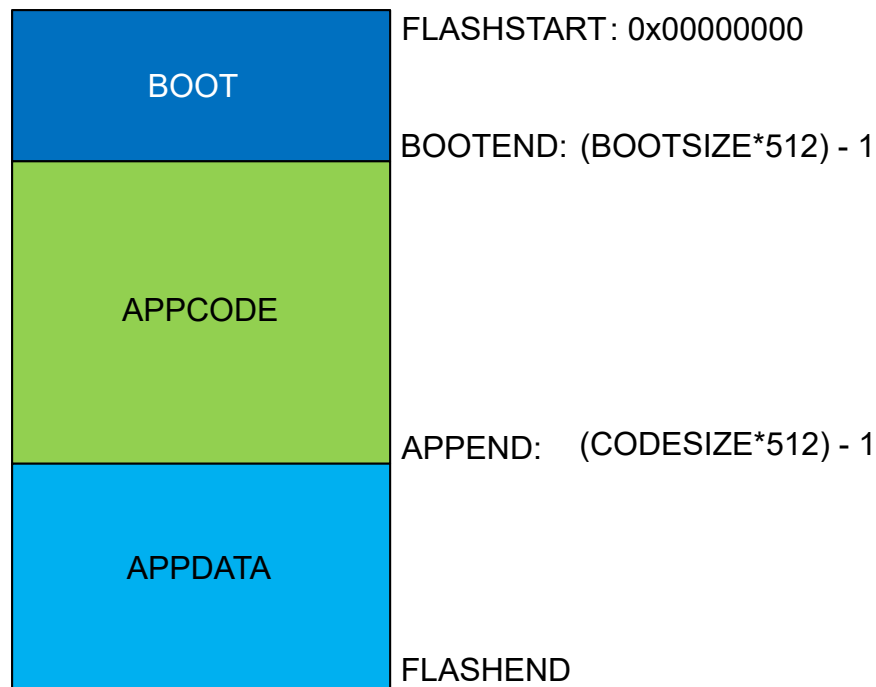 FLASHSTART: 0x00000000
BOOT
BOOTEND: (BOOTSIZE*512) - 1
APPCODE
APPEND: (CODESIZE*512) - 1
APPDATA
FLASHEND